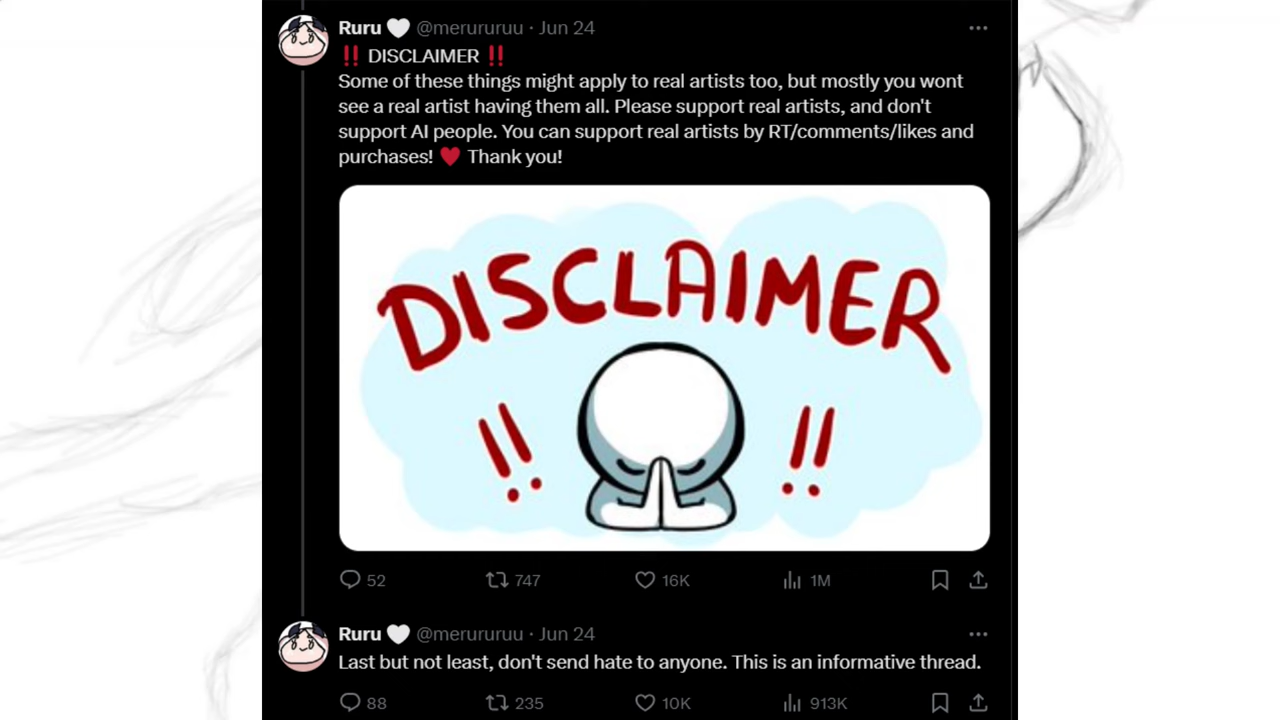 Ruru 🤍 @merururuu · Jun 24
‼️ DISCLAIMER ‼️
Some of these things might apply to real artists too, but mostly you wont
see a real artist having them all. Please support real artists, and don't
support AI people. You can support real artists by RT/comments/likes and
purchases! ♥️ Thank you!
DISCLAIMER
!! !!
52 747 16K 1M
Ruru 🤍 @merururuu · Jun 24
Last but not least, don't send hate to anyone. This is an informative thread.
88 235 10K 913K